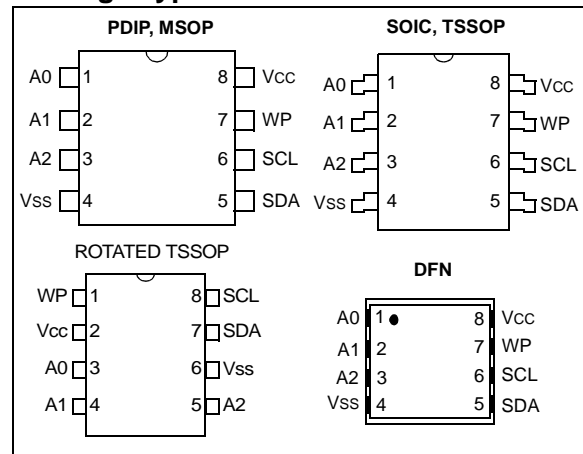 PDIP, MSOP
A0 1 8 VCC
A1 2 7 WP
A2 3 6 SCL
VSS 4 5 SDA
SOIC, TSSOP
A0 1 8 VCC
A1 2 7 WP
A2 3 6 SCL
VSS 4 5 SDA
ROTATED TSSOP
WP 1 8 SCL
Vcc 2 7 SDA
A0 3 6 Vss
A1 4 5 A2
DFN
A0 1 8 VCC
A1 2 7 WP
A2 3 6 SCL
VSS 4 5 SDA